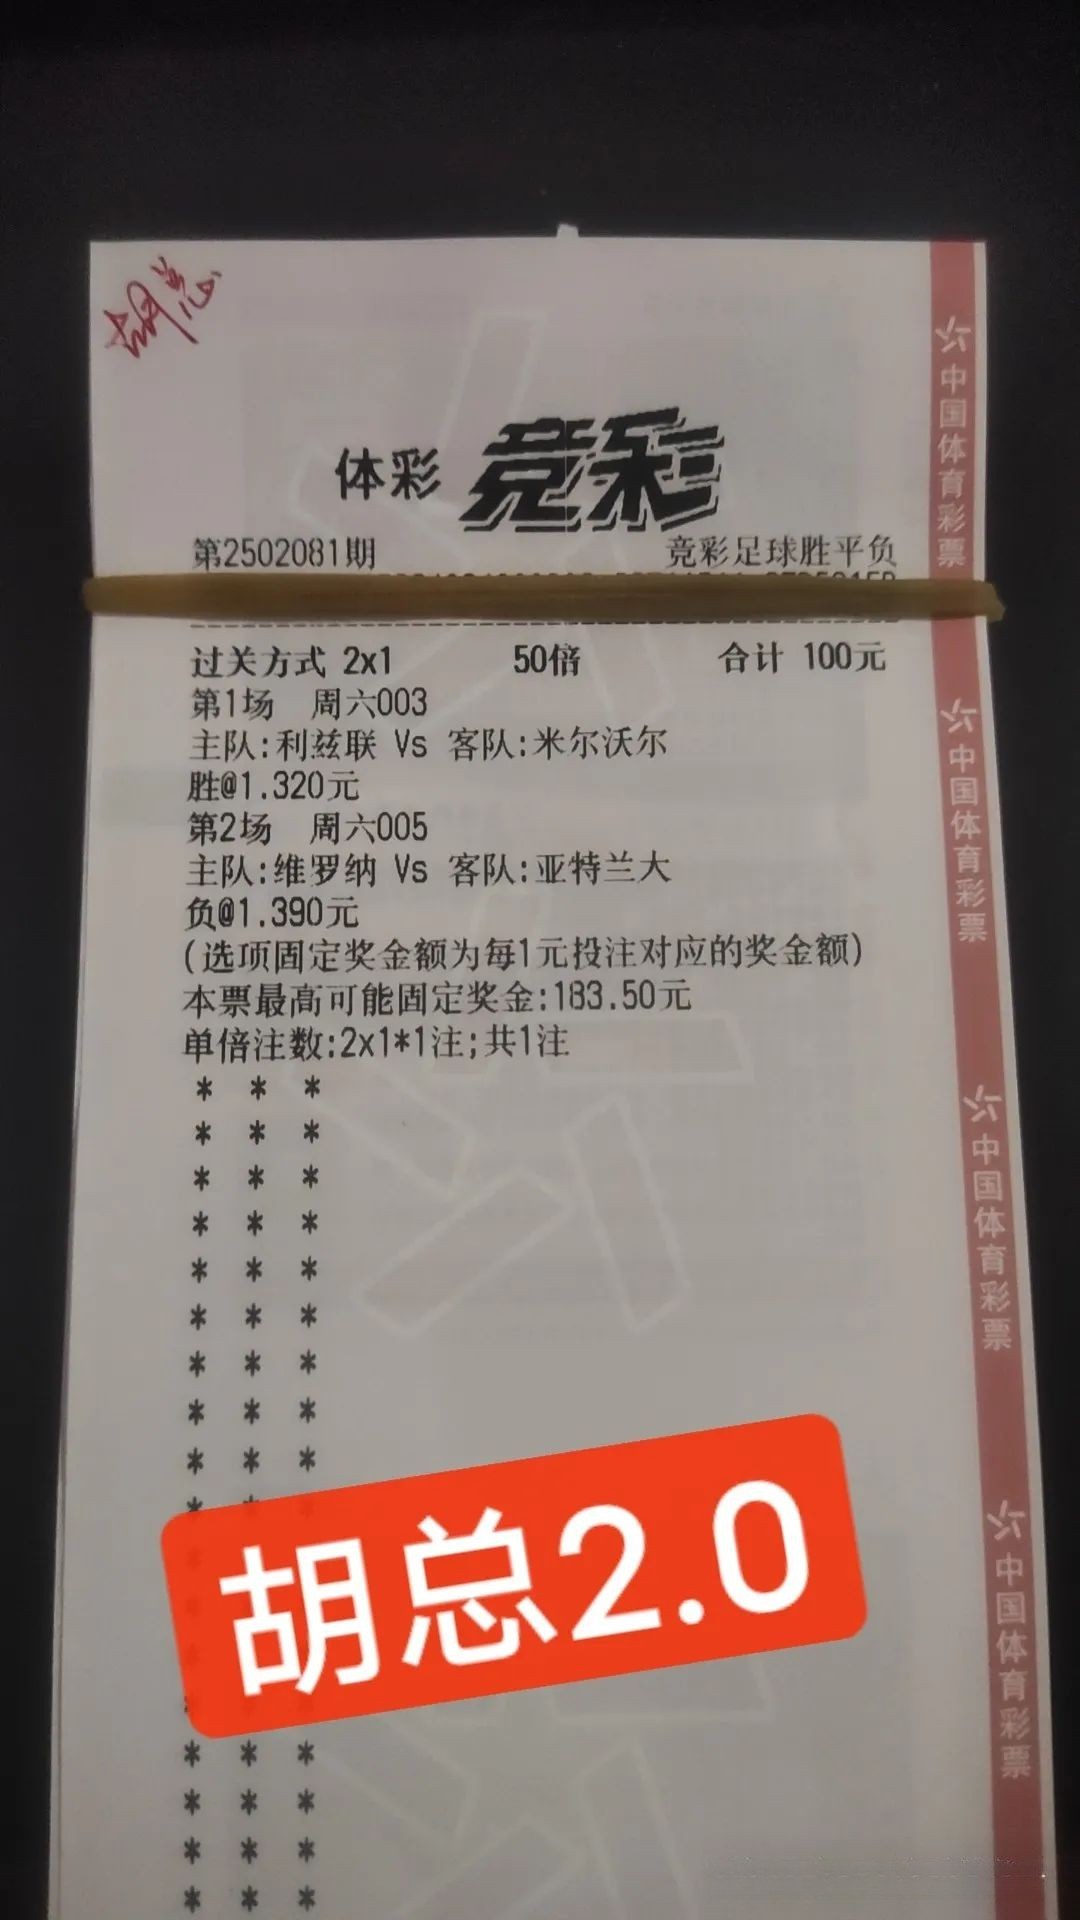 胡总
体彩 竞彩
第2502081期 竞彩足球胜平负
过关方式 2x1 50倍 合计 100元
第1场 周六003
主队:利兹联 Vs 客队:米尔沃尔
胜@1.320元
第2场 周六005
主队:维罗纳 Vs 客队:亚特兰大
负@1.390元
(选项固定奖金额为每1元投注对应的奖金额)
本票最高可能固定奖金:183.50元
单倍注数:2x1*1注;共1注
* * *
* * *
* * *
* * *
* * *
* * *
* * *
* * *
* * *
胡总2.0
* * *
* * *
* * *
* * *
中国体育彩票
中国体育彩票
中国体育彩票
中国体育彩票